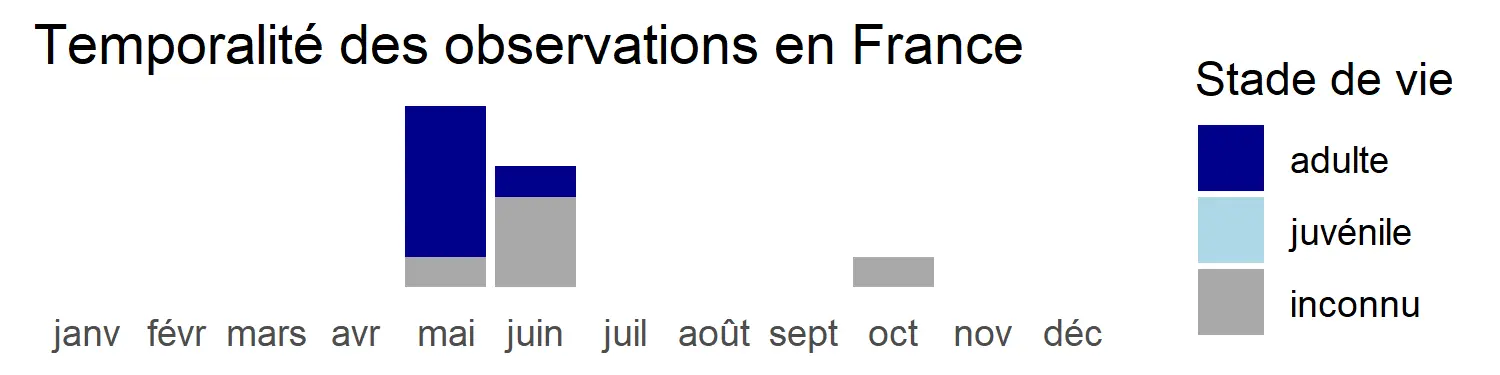 Temporalité des observations en France
Stade de vie
adulte
juvénile
inconnu
janv févr mars avr mai juin juil août sept oct nov déc